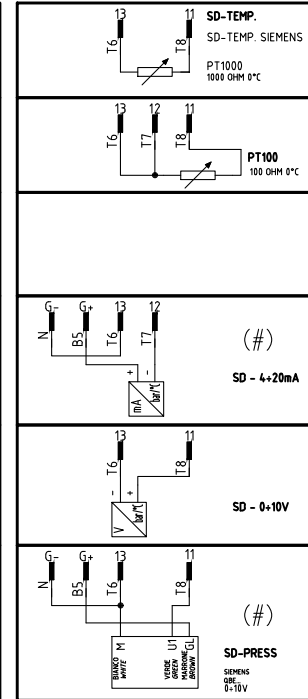 13 11 SD-TEMP.
T6 T8 SD-TEMP. SIEMENS
PT1000
1000 OHM 0°C
13 12 11
T6 T7 T8
PT100
100 OHM 0°C
G- G+ 13 12
N B5 T6 T7
(#)
+ -
mA bar/°C
SD - 4÷20mA
13 11
T6 T8
- +
V bar/°C
SD - 0÷10V
G- G+ 13 11
N B5 T6 T8
(#)
M U1 GL
BIANCO
WHITE
VERDE
GREEN
MARRONE
BROWN
SD-PRESS
SIEMENS
QBE..
0÷10V